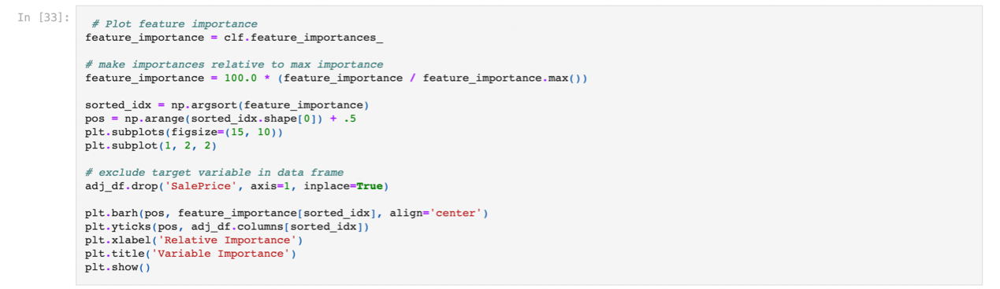 In [33]:
# Plot feature importance
feature_importance = clf.feature_importances_
# make importances relative to max importance
feature_importance = 100.0 * (feature_importance / feature_importance.max())
sorted_idx = np.argsort(feature_importance)
pos = np.arange(sorted_idx.shape[0]) + .5
plt.subplots(figsize=(15, 10))
plt.subplot(1, 2, 2)
# exclude target variable in data frame
adj_df.drop('SalePrice', axis=1, inplace=True)
plt.barh(pos, feature_importance[sorted_idx], align='center')
plt.yticks(pos, adj_df.columns[sorted_idx])
plt.xlabel('Relative Importance')
plt.title('Variable Importance')
plt.show()